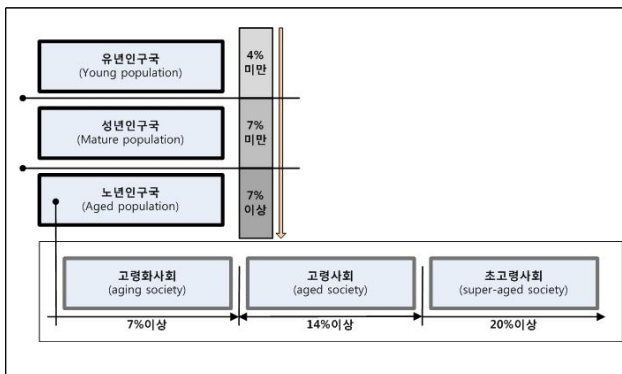 유년인구국
(Young population)
4%
미만
성년인구국
(Mature population)
7%
미만
노년인구국
(Aged population)
7%
이상
고령화사회
(aging society)
고령사회
(aged society)
초고령사회
(super-aged society)
7%이상
14%이상
20%이상